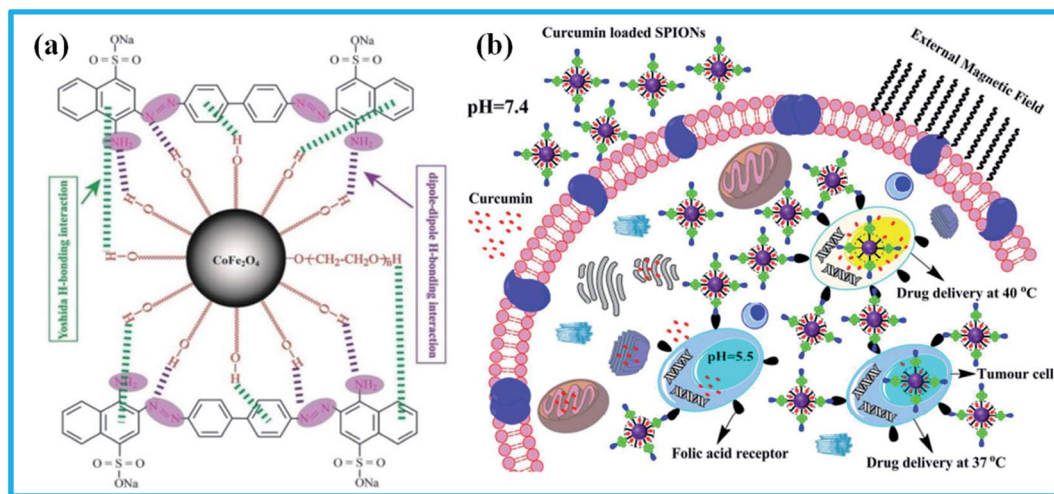 (a)
ONa
O=S=O
ONa
O=S=O
N=N
N=N
NH₂
NH₂
H
O
H
O
H
O
H
O
H
O
Yoshida H-bonding interaction
dipole-dipole H-bonding interaction
H-O
CoFe₂O₄
O-(CH₂-CH₂O)ₙH
H
O
H
O
H
O
H
O
H
O
NH₂
NH₂
N=N
N=N
O=S=O
ONa
O=S=O
ONa
(b)
Curcumin loaded SPIONs
pH=7.4
External Magnetic Field
Curcumin
Drug delivery at 40 °C
pH=5.5
Tumour cell
Folic acid receptor
Drug delivery at 37 °C